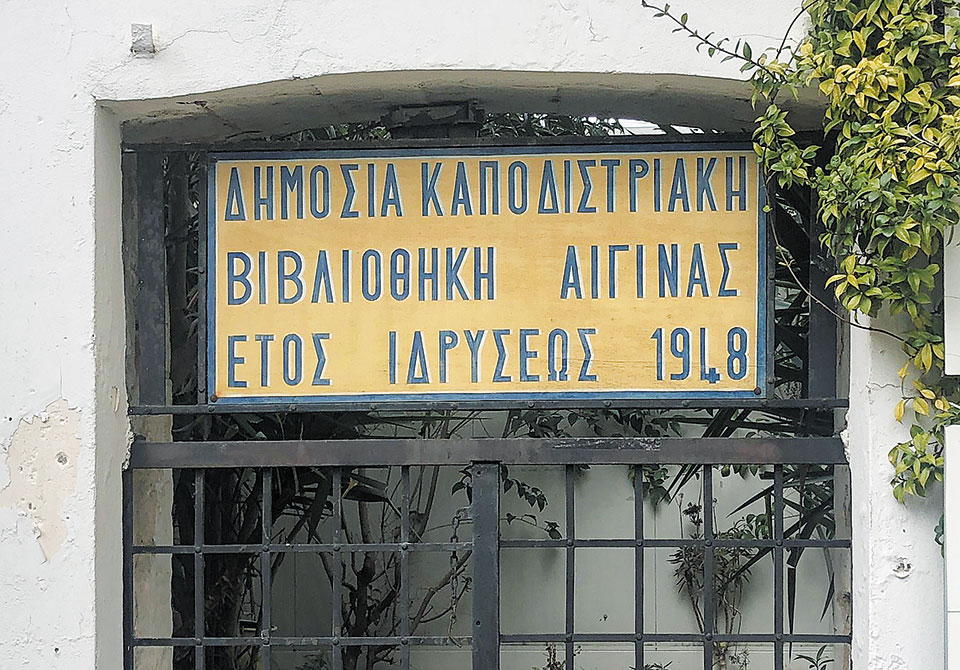 ΔΗΜΟΣΙΑ ΚΑΠΟΔΙΣΤΡΙΑΚΗ
ΒΙΒΛΙΟΘΗΚΗ ΑΙΓΙΝΑΣ
ΕΤΟΣ ΙΔΡΥΣΕΩΣ 1948